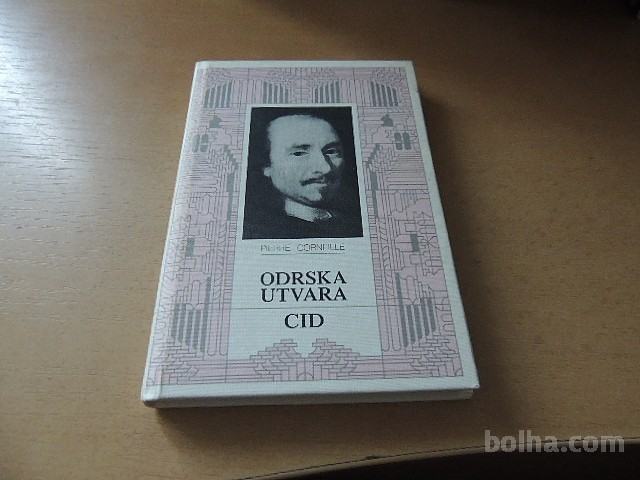 PIERRE CORNEILLE
ODRSKA
UTVARA
CID
bolha.com